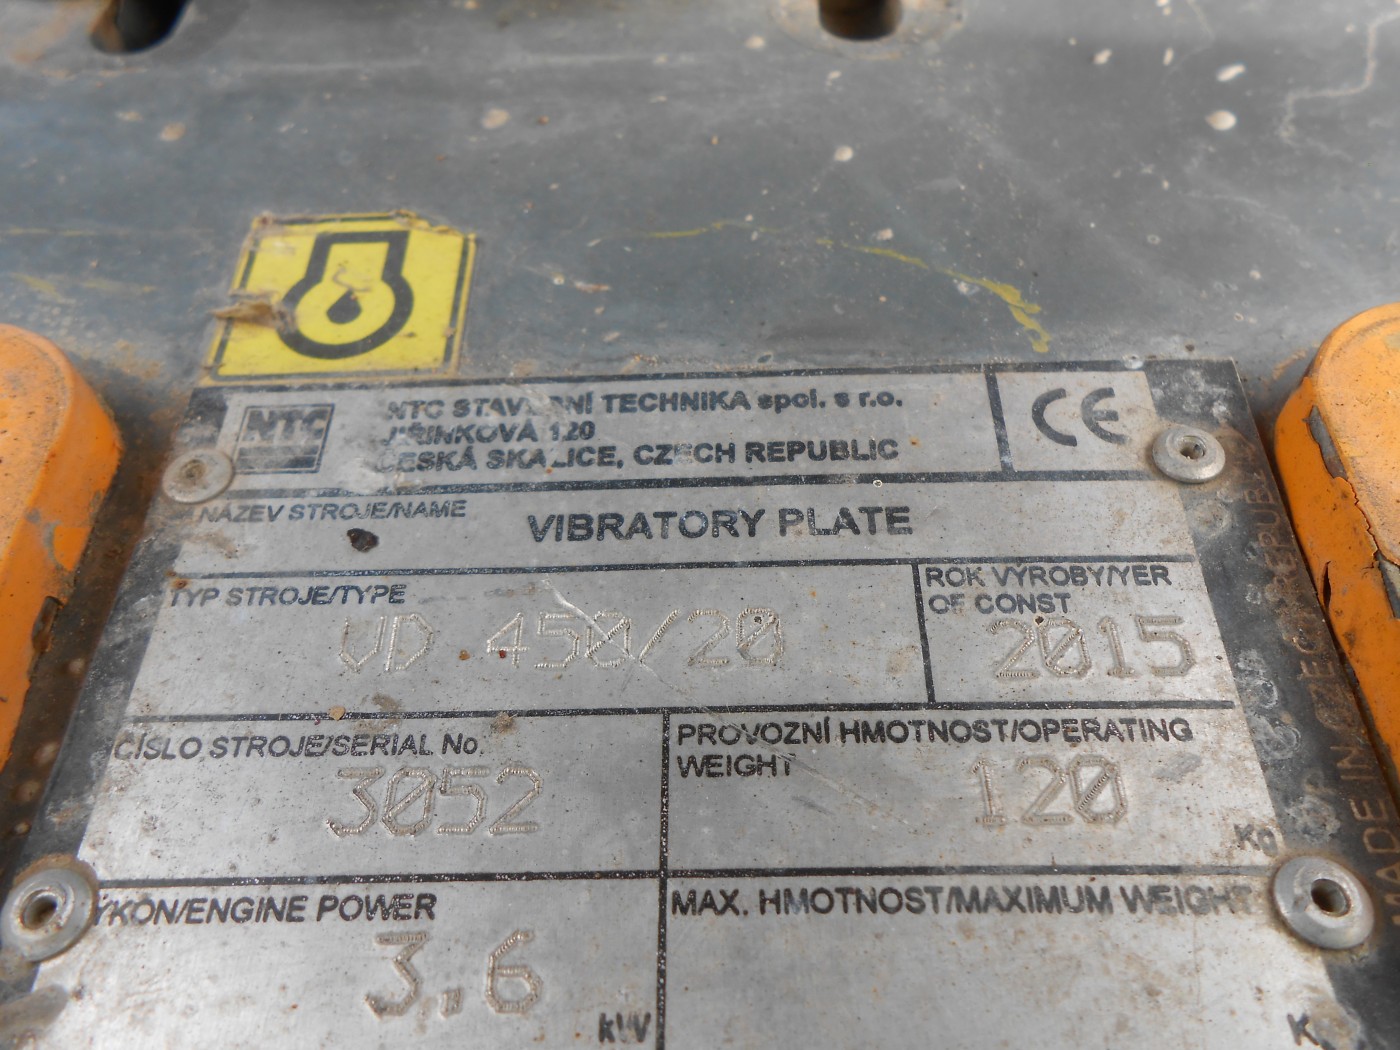 NTC
NTC STAVEBNÍ TECHNIKA spol. s r.o.
JIŘINKOVÁ 120
ČESKÁ SKALICE, CZECH REPUBLIC
CE
NÁZEV STROJE/NAME
VIBRATORY PLATE
TYP STROJE/TYPE
VD 450/20
ROK VÝROBY/YER
OF CONST
2015
ČÍSLO STROJE/SERIAL No.
3052
PROVOZNÍ HMOTNOST/OPERATING
WEIGHT
120
Kg
VÝKON/ENGINE POWER
3.6
kW
MAX. HMOTNOST/MAXIMUM WEIGHT
MADE IN CZECH REPUBLIC